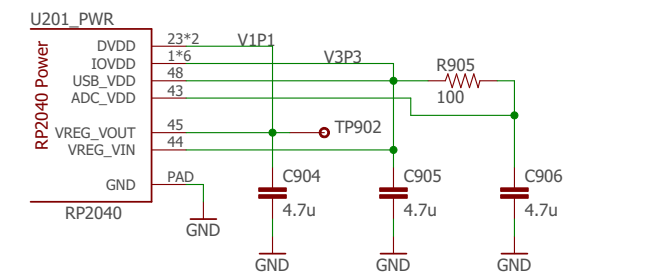 U201_PWR
RP2040 Power
DVDD 23*2 V1P1
IOVDD 1*6 V3P3
USB_VDD 48 R905
ADC_VDD 43 100
VREG_VOUT 45 TP902
VREG_VIN 44
GND PAD C904 C905 C906
RP2040 4.7u 4.7u 4.7u
GND
GND GND GND